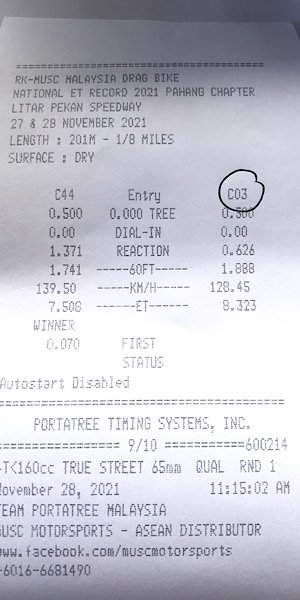 RK-MUSC MALAYSIA DRAG BIKE
NATIONAL ET RECORD 2021 PAHANG CHAPTER
LITAR PEKAN SPEEDWAY
27 & 28 NOVEMBER 2021
LENGTH : 201M - 1/8 MILES
SURFACE : DRY
C44 Entry C03
0.500 0.000 TREE 0.500
0.00 DIAL-IN 0.00
1.371 REACTION 0.626
1.741 -----60FT----- 1.888
139.50 -----KM/H----- 128.45
7.508 ------ET------ 8.323
WINNER
0.070 FIRST
STATUS
Autostart Disabled
PORTATREE TIMING SYSTEMS, INC.
================ 9/10 ===========600214
-T<160cc TRUE STREET 65mm QUAL RND 1
November 28, 2021 11:15:02 AM
TEAM PORTATREE MALAYSIA
MUSC MOTORSPORTS - ASEAN DISTRIBUTOR
www.facebook.com/muscmotorsports
-6016-6681490